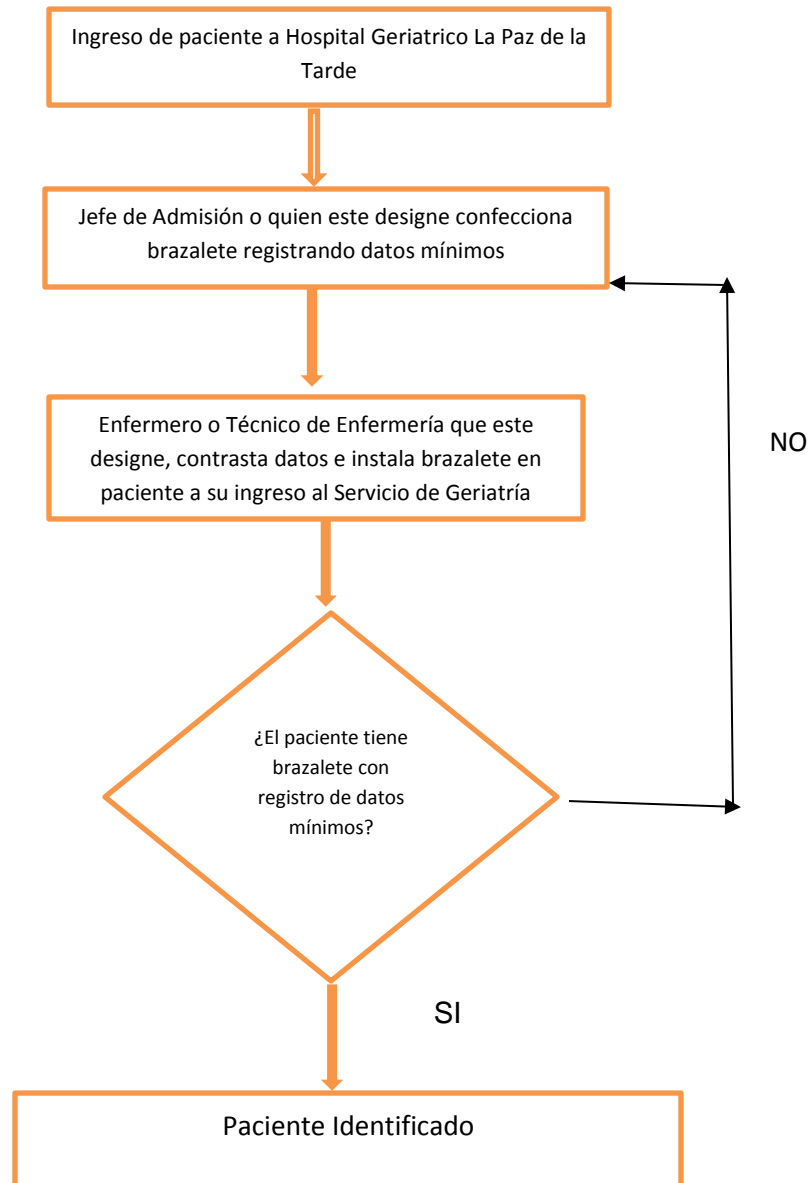 Ingreso de paciente a Hospital Geriatrico La Paz de la
Tarde
Jefe de Admisión o quien este designe confecciona
brazalete registrando datos mínimos
Enfermero o Técnico de Enfermería que este
designe, contrasta datos e instala brazalete en
paciente a su ingreso al Servicio de Geriatría
NO
¿El paciente tiene
brazalete con
registro de datos
mínimos?
SI
Paciente Identificado